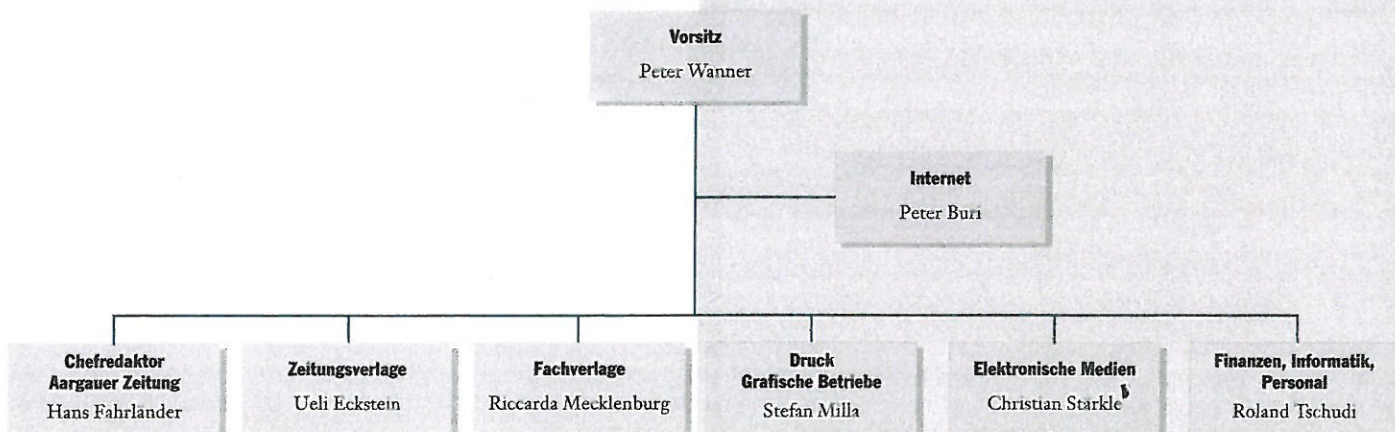 Vorsitz
Peter Wanner
Internet
Peter Buri
Chefredaktor
Aargauer Zeitung
Hans Fahrländer
Zeitungsverlage
Ueli Eckstein
Fachverlage
Riccarda Mecklenburg
Druck
Grafische Betriebe
Stefan Milla
Elektronische Medien
Christian Stärkle
Finanzen, Informatik,
Personal
Roland Tschudi